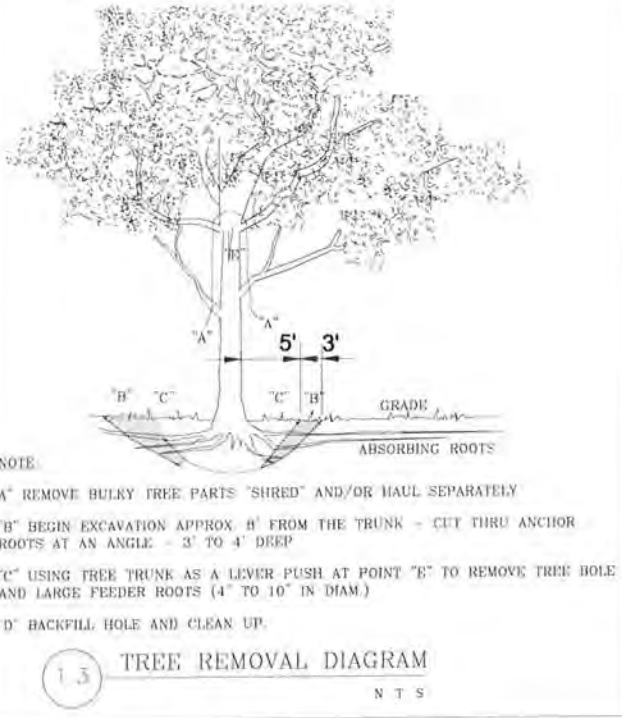 "E"
"A"
"A"
5' 3'
"B" "C"
"C" "B"
GRADE
ABSORBING ROOTS
NOTE
A" REMOVE BULKY TREE PARTS "SHRED" AND/OR HAUL SEPARATELY
"B" BEGIN EXCAVATION APPROX 8' FROM THE TRUNK - CUT THRU ANCHOR
ROOTS AT AN ANGLE - 3' TO 4' DEEP
"C" USING TREE TRUNK AS A LEVER PUSH AT POINT "E" TO REMOVE TREE BOLE
AND LARGE FEEDER ROOTS (4" TO 10" IN DIAM.)
D" BACKFILL HOLE AND CLEAN UP.
1.3 TREE REMOVAL DIAGRAM
N T S